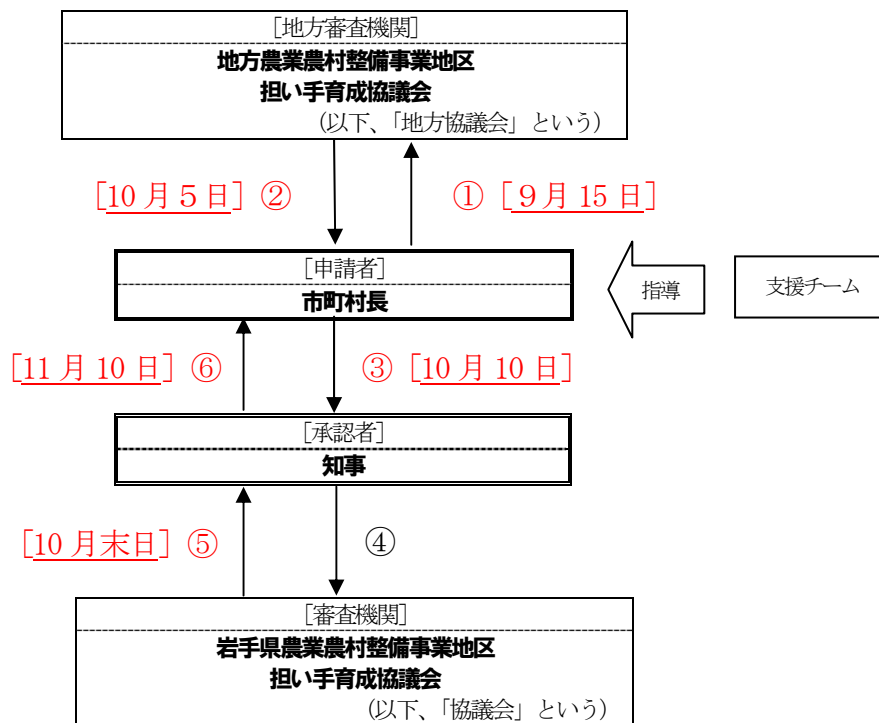 [地方審査機関]
地方農業農村整備事業地区
担い手育成協議会
(以下、「地方協議会」という)
[10月5日] ② ① [9月15日]
[申請者]
市町村長
指導
支援チーム
[11月10日] ⑥ ③ [10月10日]
[承認者]
知事
[10月末日] ⑤ ④
[審査機関]
岩手県農業農村整備事業地区
担い手育成協議会
(以下、「協議会」という)